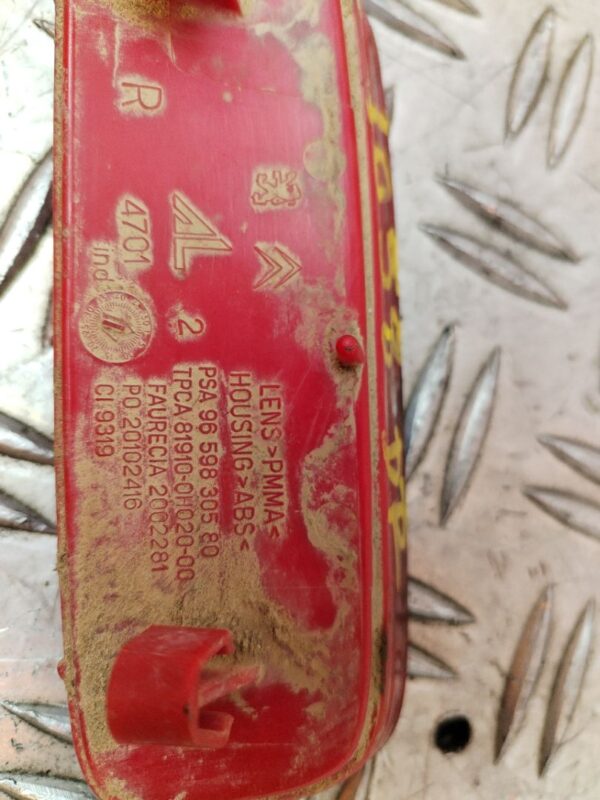 R
4701
ind
2
LENS>PMMA<
HOUSING>ABS<
PSA 96 598 305 80
TPCA 81910-0H020-00
FAURECIA 2002281
PO 20102416
CI 9319